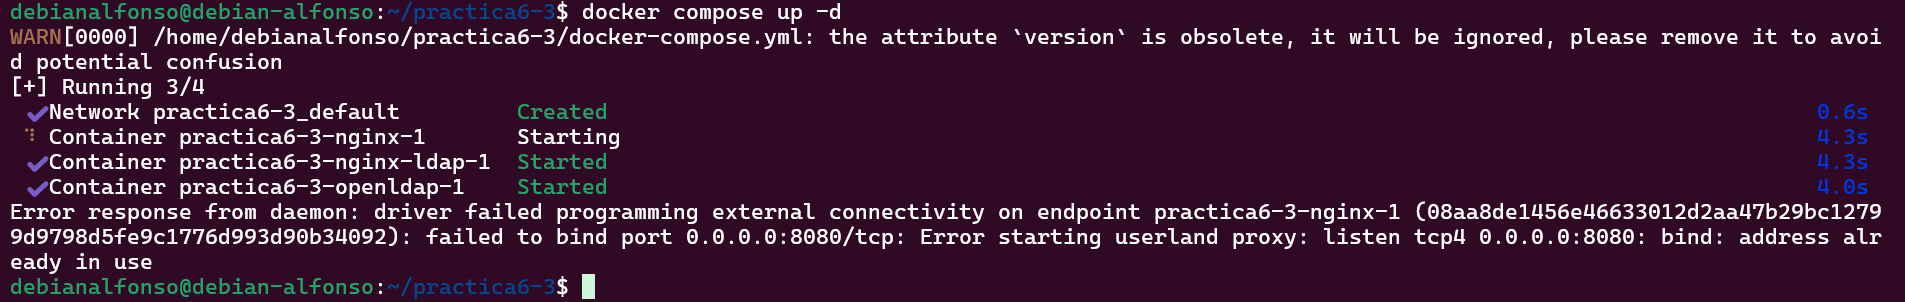 debianalfonso@debian-alfonso:~/practica6-3$ docker compose up -d
WARN[0000] /home/debianalfonso/practica6-3/docker-compose.yml: the attribute `version` is obsolete, it will be ignored, please remove it to avoi
d potential confusion
[+] Running 3/4
✔Network practica6-3_default Created 0.6s
⠹ Container practica6-3-nginx-1 Starting 4.3s
✔Container practica6-3-nginx-ldap-1 Started 4.3s
✔Container practica6-3-openldap-1 Started 4.0s
Error response from daemon: driver failed programming external connectivity on endpoint practica6-3-nginx-1 (08aa8de1456e46633012d2aa47b29bc1279
9d9798d5fe9c1776d993d90b34092): failed to bind port 0.0.0.0:8080/tcp: Error starting userland proxy: listen tcp4 0.0.0.0:8080: bind: address alr
eady in use
debianalfonso@debian-alfonso:~/practica6-3$